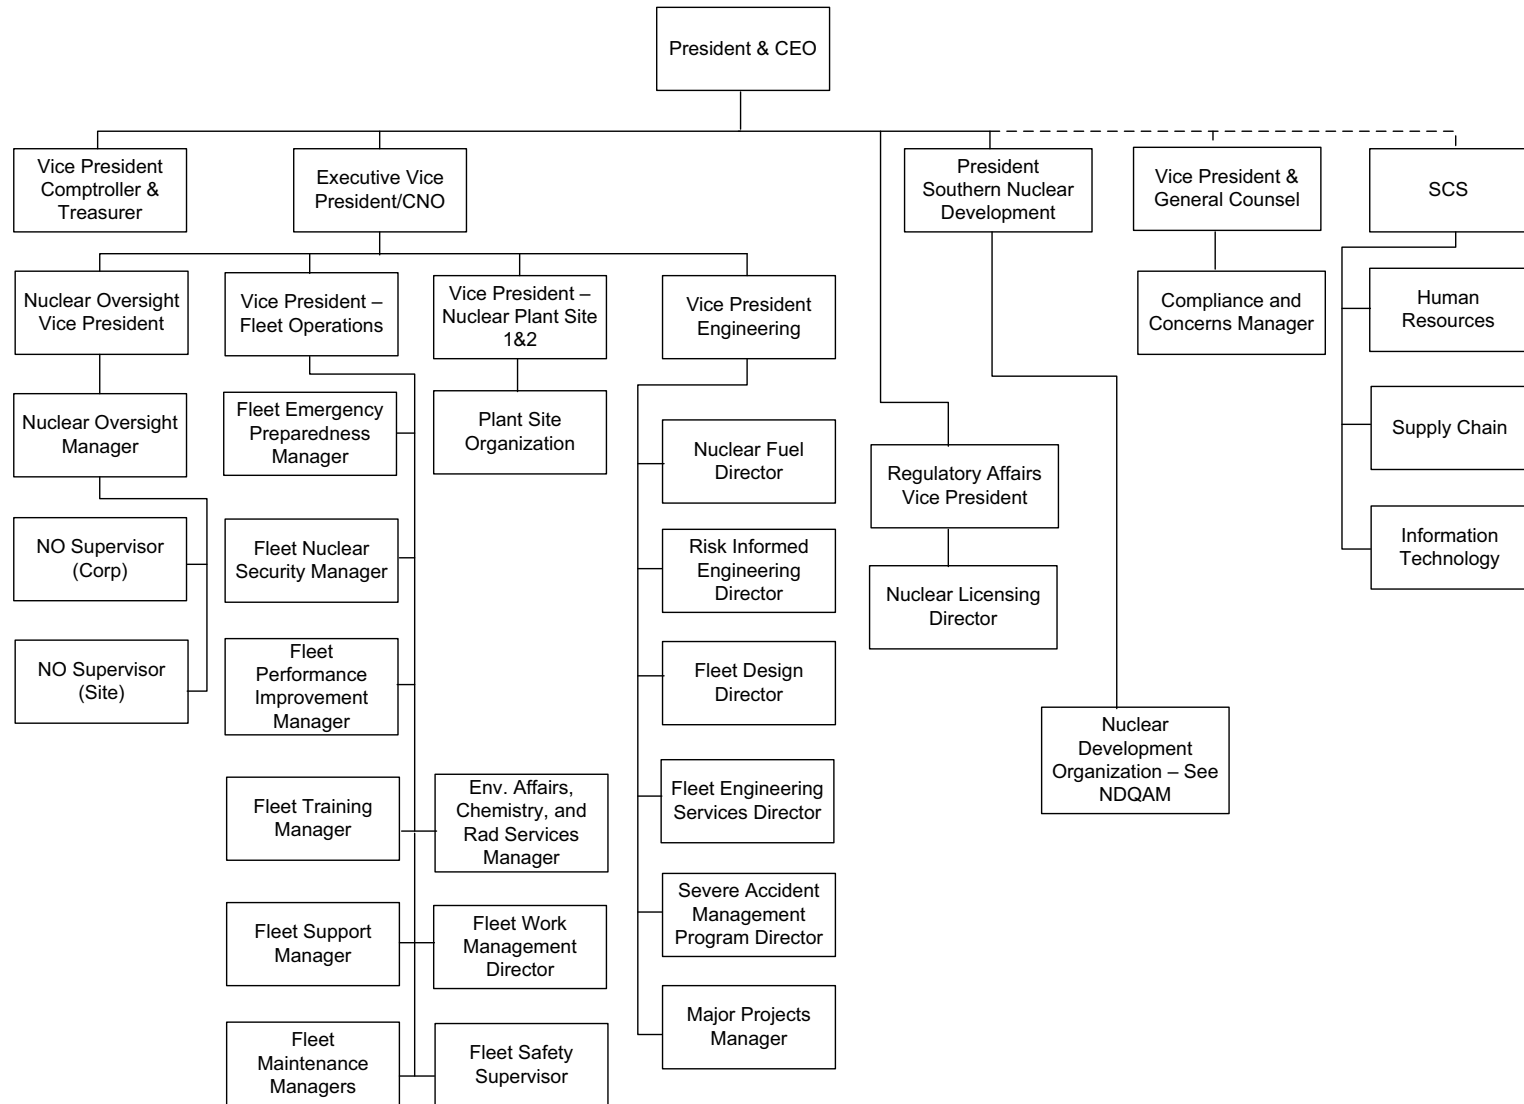 President & CEO
Vice President
Comptroller &
Treasurer
Executive Vice
President/CNO
President
Southern Nuclear
Development
Vice President &
General Counsel
SCS
Nuclear Oversight
Vice President
Vice President –
Fleet Operations
Vice President –
Nuclear Plant Site
1&2
Vice President
Engineering
Compliance and
Concerns Manager
Human
Resources
Nuclear Oversight
Manager
Fleet Emergency
Preparedness
Manager
Plant Site
Organization
Nuclear Fuel
Director
Regulatory Affairs
Vice President
Supply Chain
NO Supervisor
(Corp)
Fleet Nuclear
Security Manager
Risk Informed
Engineering
Director
Nuclear Licensing
Director
Information
Technology
NO Supervisor
(Site)
Fleet
Performance
Improvement
Manager
Fleet Design
Director
Nuclear
Development
Organization – See
NDQAM
Fleet Training
Manager
Env. Affairs,
Chemistry, and
Rad Services
Manager
Fleet Engineering
Services Director
Fleet Support
Manager
Fleet Work
Management
Director
Severe Accident
Management
Program Director
Fleet
Maintenance
Managers
Fleet Safety
Supervisor
Major Projects
Manager